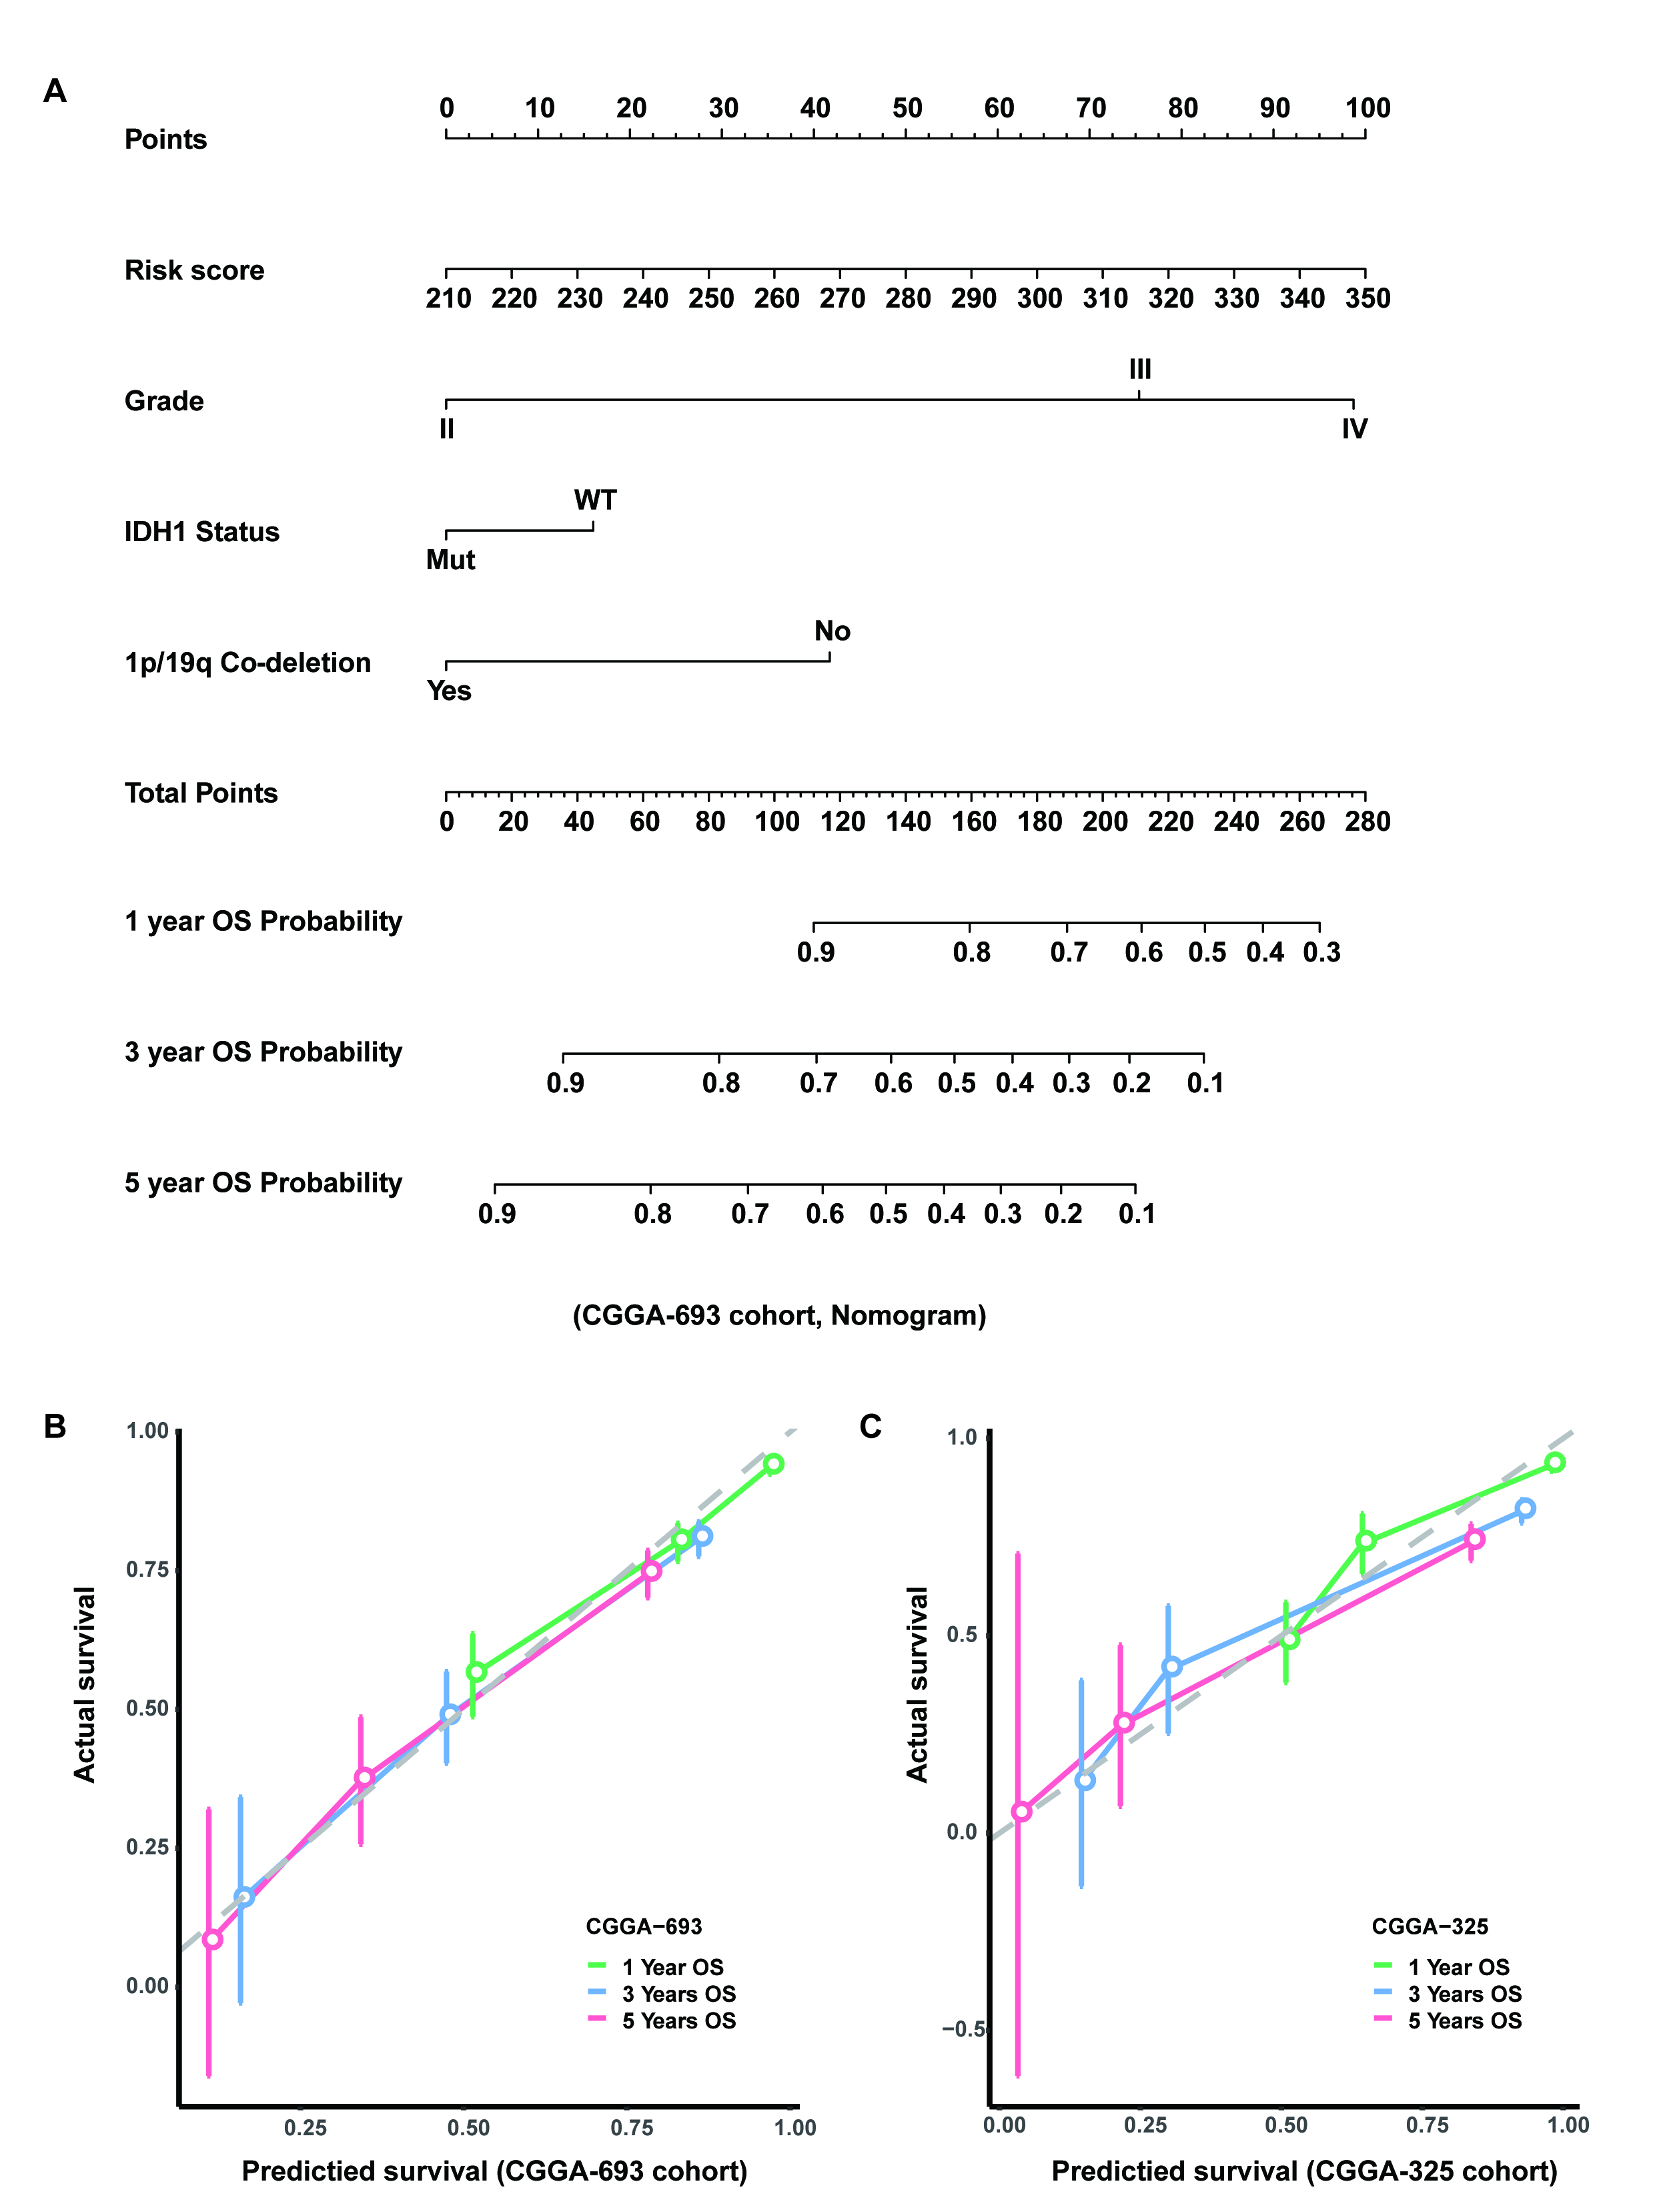 A
0 10 20 30 40 50 60 70 80 90 100
Points
Risk score
210 220 230 240 250 260 270 280 290 300 310 320 330 340 350
III
Grade
II IV
WT
IDH1 Status
Mut
No
1p/19q Co-deletion
Yes
Total Points
0 20 40 60 80 100 120 140 160 180 200 220 240 260 280
1 year OS Probability
0.9 0.8 0.7 0.6 0.5 0.4 0.3
3 year OS Probability
0.9 0.8 0.7 0.6 0.5 0.4 0.3 0.2 0.1
5 year OS Probability
0.9 0.8 0.7 0.6 0.5 0.4 0.3 0.2 0.1
(CGGA-693 cohort, Nomogram)
B
1.00
0.75
0.50
0.25
0.00
Actual survival
CGGA−693
1 Year OS
3 Years OS
5 Years OS
0.25 0.50 0.75 1.00
Predictied survival (CGGA-693 cohort)
C
1.0
0.5
0.0
−0.5
Actual survival
CGGA−325
1 Year OS
3 Years OS
5 Years OS
0.00 0.25 0.50 0.75 1.00
Predictied survival (CGGA-325 cohort)